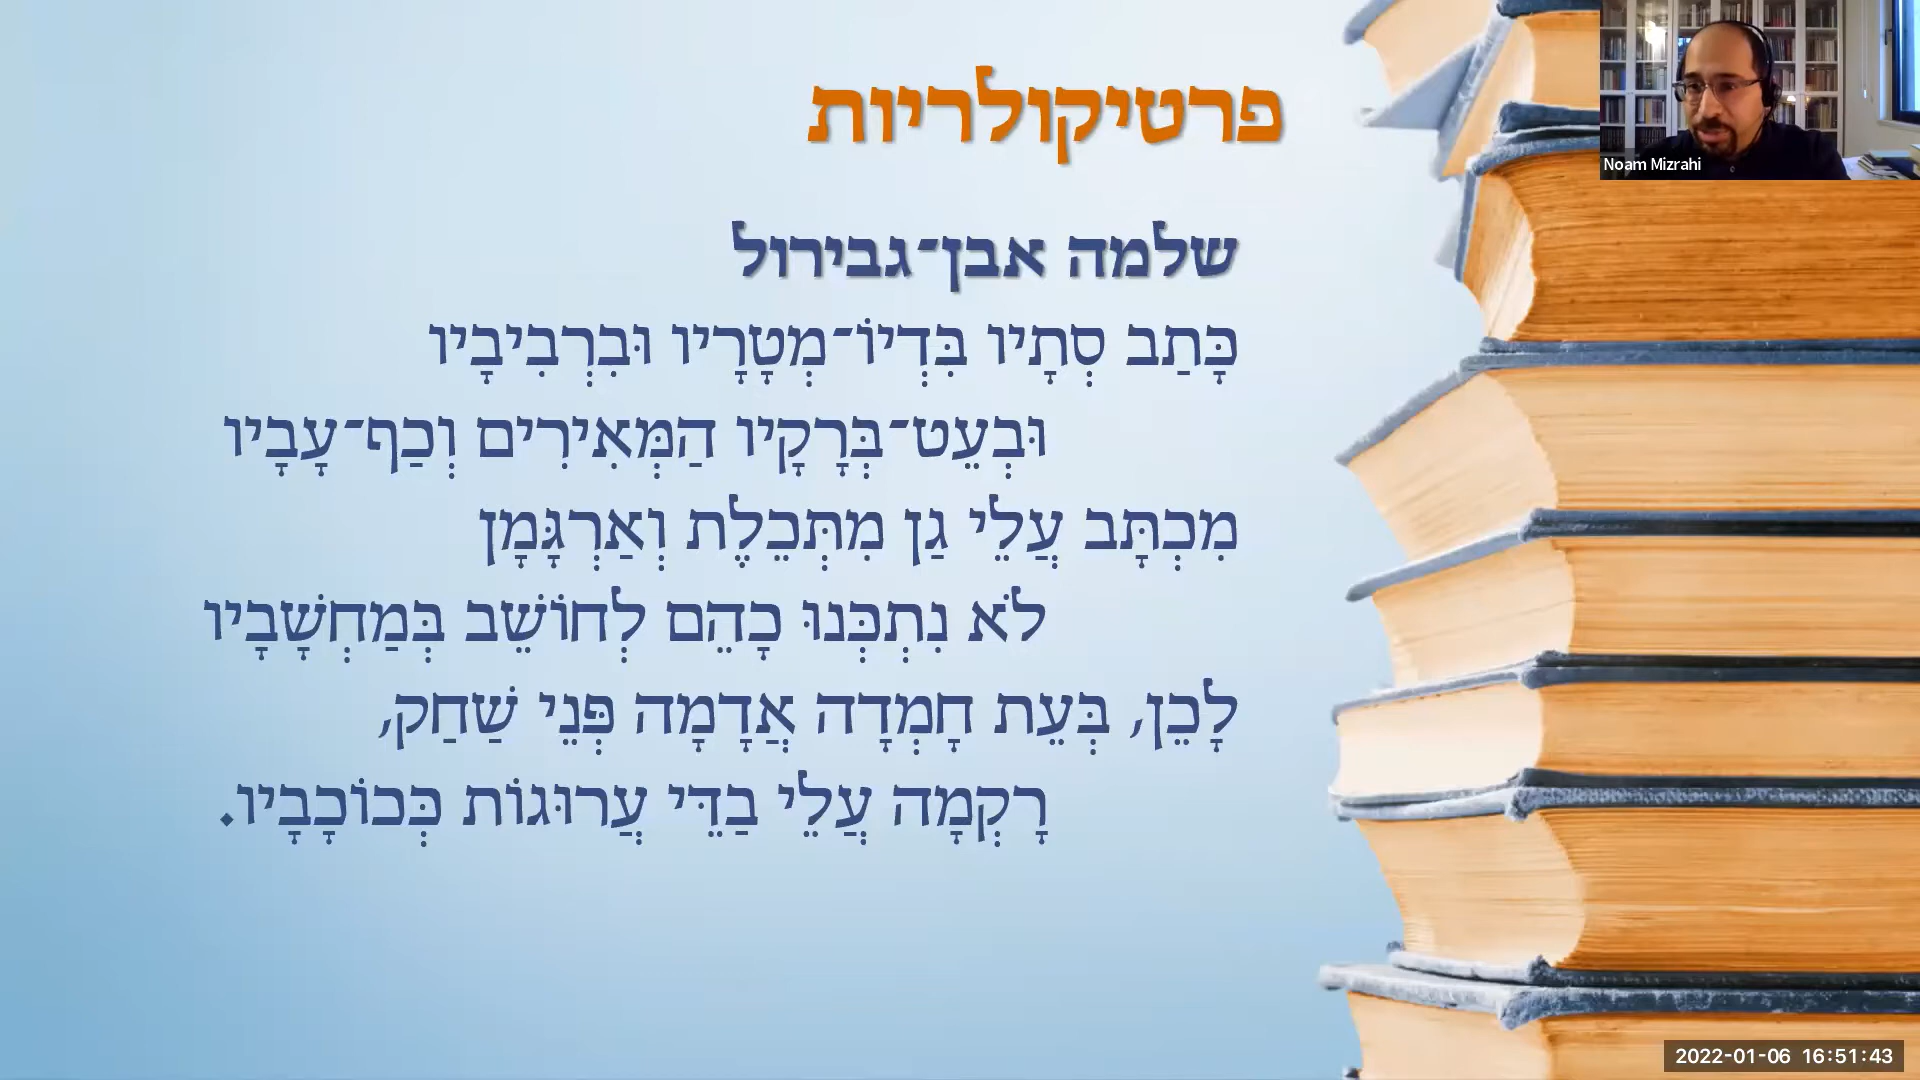 פרטיקולריות
שלמה אבן־גבירול
כָּתַב סְתָיו בִּדְיוֹ־מְטָרָיו וּבִרְבִיבָיו
וּבְעֵט־בְּרָקָיו הַמְּאִירִים וְכַף־עָבָיו
מִכְתָּב עֲלֵי גַן מִתְּכֵלֶת וְאַרְגָּמָן
לֹא נִתְכְּנוּ כָהֵם לְחוֹשֵׁב בְּמַחְשָׁבָיו
לָכֵן, בְּעֵת חָמְדָה אֲדָמָה פְּנֵי שַׁחַק,
רָקְמָה עֲלֵי בַדֵּי עֲרוּגוֹת כְּכוֹכָבָיו.
Noam Mizrahi
2022-01-06 16:51:43